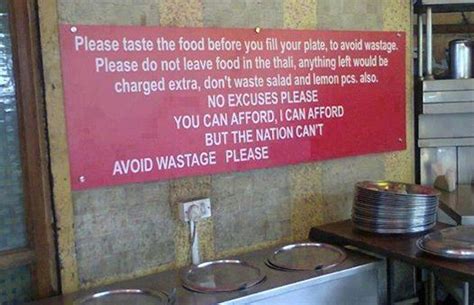 Please taste the food before you fill your plate, to avoid wastage.
Please do not leave food in the thali, anything left would be
charged extra, don't waste salad and lemon pcs. also.
NO EXCUSES PLEASE
YOU CAN AFFORD, I CAN AFFORD
BUT THE NATION CAN'T
AVOID WASTAGE PLEASE